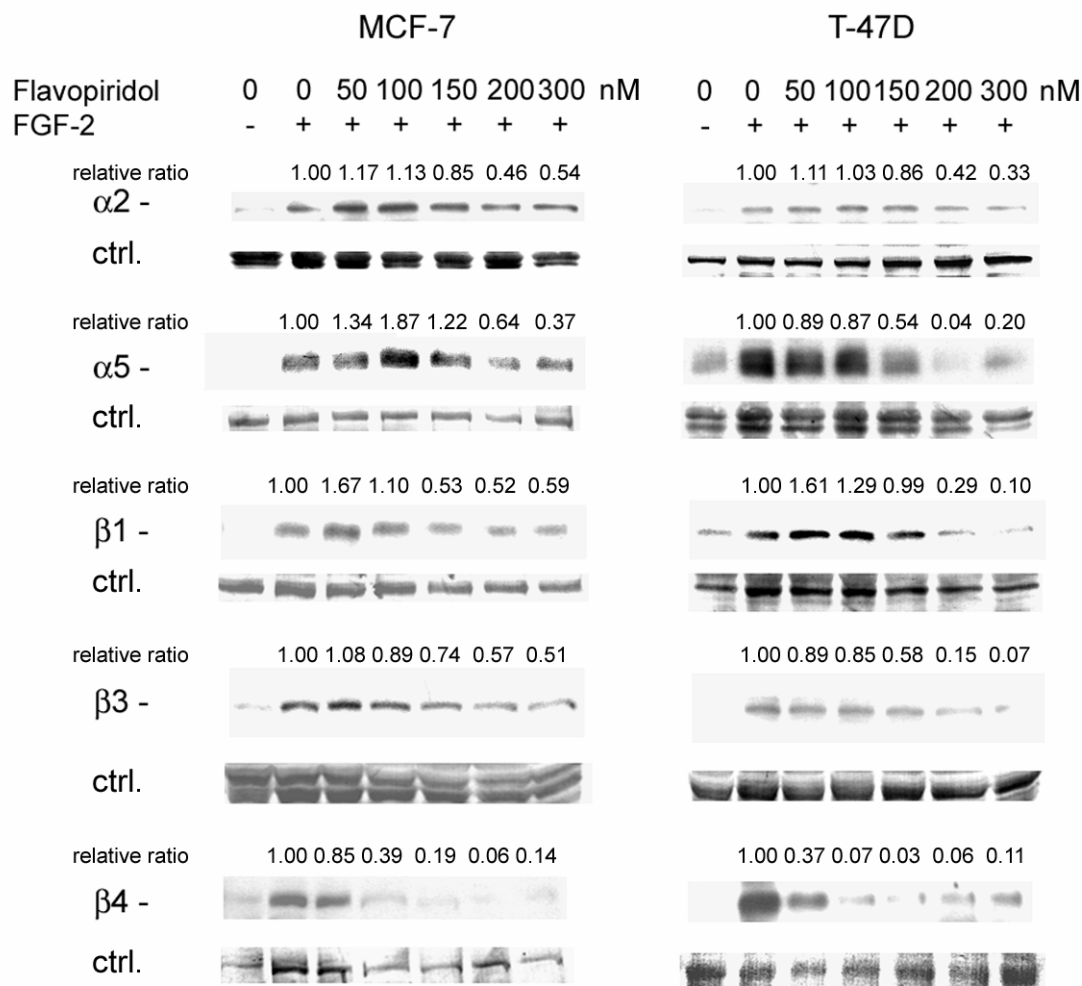 MCF-7 T-47D
Flavopiridol 0 0 50 100 150 200 300 nM 0 0 50 100 150 200 300 nM
FGF-2 - + + + + + + - + + + + + +
relative ratio 1.00 1.17 1.13 0.85 0.46 0.54 1.00 1.11 1.03 0.86 0.42 0.33
α2 -
ctrl.
relative ratio 1.00 1.34 1.87 1.22 0.64 0.37 1.00 0.89 0.87 0.54 0.04 0.20
α5 -
ctrl.
relative ratio 1.00 1.67 1.10 0.53 0.52 0.59 1.00 1.61 1.29 0.99 0.29 0.10
β1 -
ctrl.
relative ratio 1.00 1.08 0.89 0.74 0.57 0.51 1.00 0.89 0.85 0.58 0.15 0.07
β3 -
ctrl.
relative ratio 1.00 0.85 0.39 0.19 0.06 0.14 1.00 0.37 0.07 0.03 0.06 0.11
β4 -
ctrl.